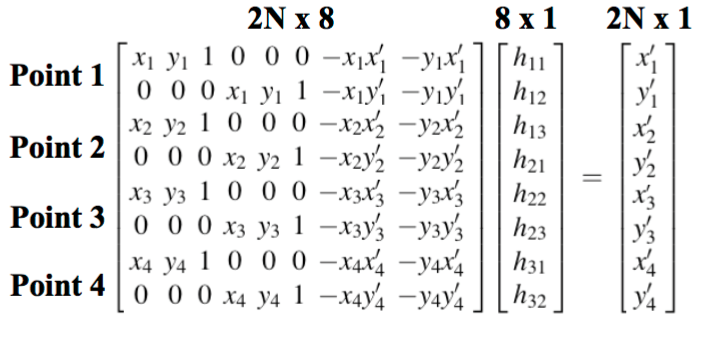 2N x 8 8 x 1 2N x 1
Point 1
x₁ y₁ 1 0 0 0 −x₁x′₁ −y₁x′₁ h₁₁ x′₁
0 0 0 x₁ y₁ 1 −x₁y′₁ −y₁y′₁ h₁₂ y′₁
Point 2
x₂ y₂ 1 0 0 0 −x₂x′₂ −y₂x′₂ h₁₃ x′₂
0 0 0 x₂ y₂ 1 −x₂y′₂ −y₂y′₂ h₂₁ = y′₂
Point 3
x₃ y₃ 1 0 0 0 −x₃x′₃ −y₃x′₃ h₂₂ x′₃
0 0 0 x₃ y₃ 1 −x₃y′₃ −y₃y′₃ h₂₃ y′₃
Point 4
x₄ y₄ 1 0 0 0 −x₄x′₄ −y₄x′₄ h₃₁ x′₄
0 0 0 x₄ y₄ 1 −x₄y′₄ −y₄y′₄ h₃₂ y′₄